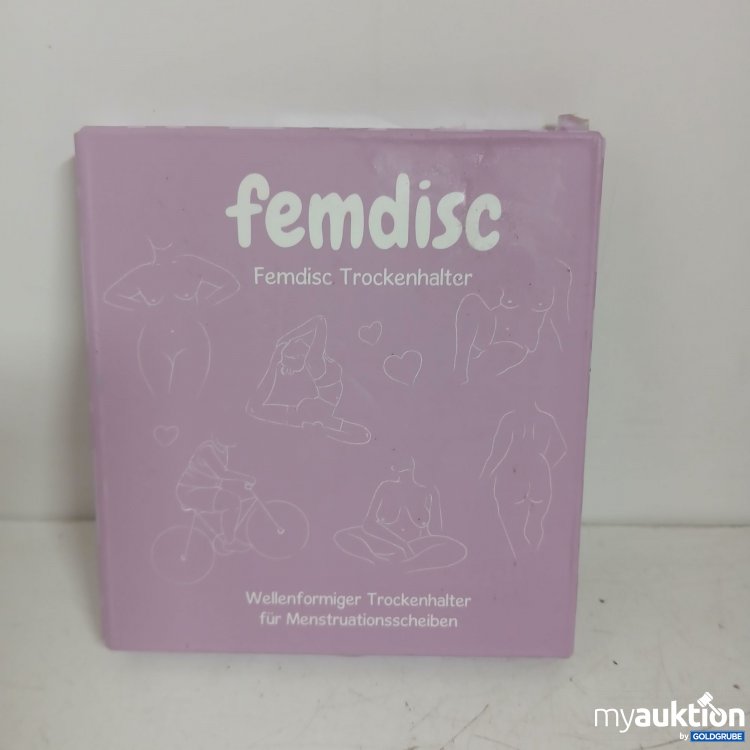 femdisc
Femdisc Trockenhalter
Wellenformiger Trockenhalter
für Menstruationsscheiben
myauktion
by GOLDGRUBE